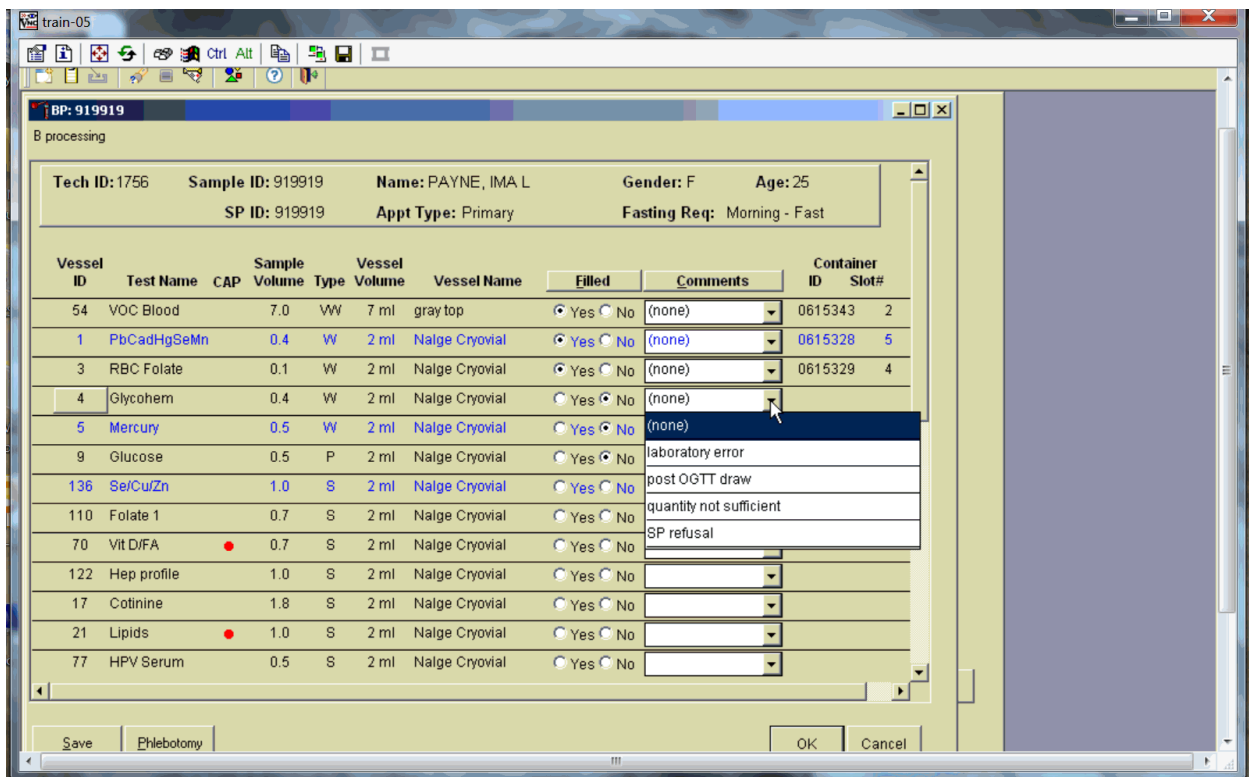 train-05
Ctrl Alt
BP: 919919
B processing
Tech ID: 1756 Sample ID: 919919 Name: PAYNE, IMA L Gender: F Age: 25
SP ID: 919919 Appt Type: Primary Fasting Req: Morning - Fast
Vessel Sample Vessel Container
ID Test Name CAP Volume Type Volume Vessel Name Filled Comments ID Slot#
54 VOC Blood 7.0 VW 7 ml gray top Yes No (none) 0615343 2
1 PbCadHgSeMn 0.4 W 2 ml Nalge Cryovial Yes No (none) 0615328 5
3 RBC Folate 0.1 W 2 ml Nalge Cryovial Yes No (none) 0615329 4
4 Glycohem 0.4 W 2 ml Nalge Cryovial Yes No (none)
5 Mercury 0.5 W 2 ml Nalge Cryovial Yes No (none)
9 Glucose 0.5 P 2 ml Nalge Cryovial Yes No laboratory error
136 Se/Cu/Zn 1.0 S 2 ml Nalge Cryovial Yes No post OGTT draw
110 Folate 1 0.7 S 2 ml Nalge Cryovial Yes No quantity not sufficient
70 Vit D/FA 0.7 S 2 ml Nalge Cryovial Yes No SP refusal
122 Hep profile 1.0 S 2 ml Nalge Cryovial Yes No
17 Cotinine 1.8 S 2 ml Nalge Cryovial Yes No
21 Lipids 1.0 S 2 ml Nalge Cryovial Yes No
77 HPV Serum 0.5 S 2 ml Nalge Cryovial Yes No
Save Phlebotomy OK Cancel